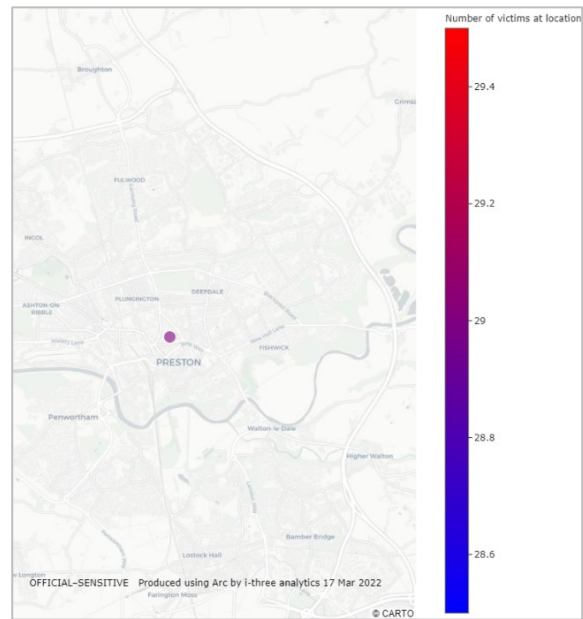 Number of victims at location
29.4
29.2
29
28.8
28.6
Broughton
FULWOOD
INGOL
DEEPDALE
PLUNGINGTON
ASHTON-ON
RIBBLE
FISHWICK
PRESTON
Penwortham
Walton-le-Dale
Higher Walton
Bamber Bridge
Lostock Hall
OFFICIAL–SENSITIVE   Produced using Arc by i-three analytics 17 Mar 2022
Farington Moss
© CARTO